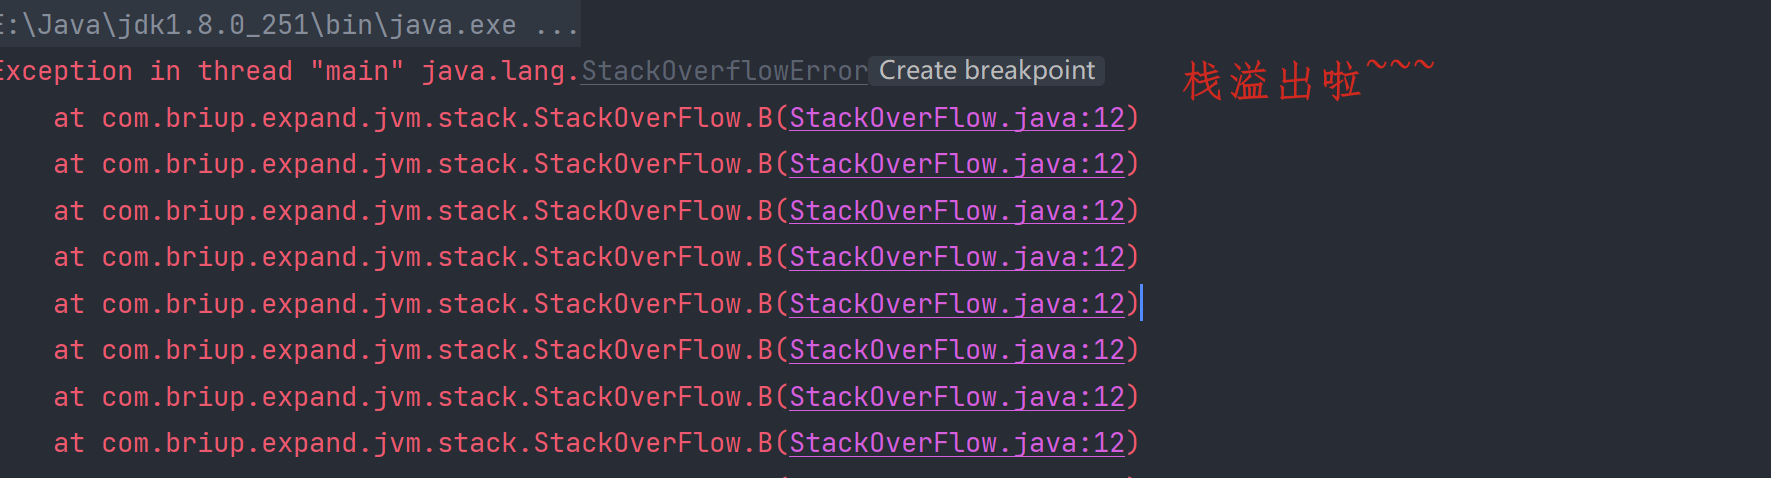 E:\Java\jdk1.8.0_251\bin\java.exe ...
Exception in thread "main" java.lang.StackOverflowError Create breakpoint 栈溢出啦~~~
at com.briup.expand.jvm.stack.StackOverFlow.B(StackOverFlow.java:12)
at com.briup.expand.jvm.stack.StackOverFlow.B(StackOverFlow.java:12)
at com.briup.expand.jvm.stack.StackOverFlow.B(StackOverFlow.java:12)
at com.briup.expand.jvm.stack.StackOverFlow.B(StackOverFlow.java:12)
at com.briup.expand.jvm.stack.StackOverFlow.B(StackOverFlow.java:12)
at com.briup.expand.jvm.stack.StackOverFlow.B(StackOverFlow.java:12)
at com.briup.expand.jvm.stack.StackOverFlow.B(StackOverFlow.java:12)
at com.briup.expand.jvm.stack.StackOverFlow.B(StackOverFlow.java:12)